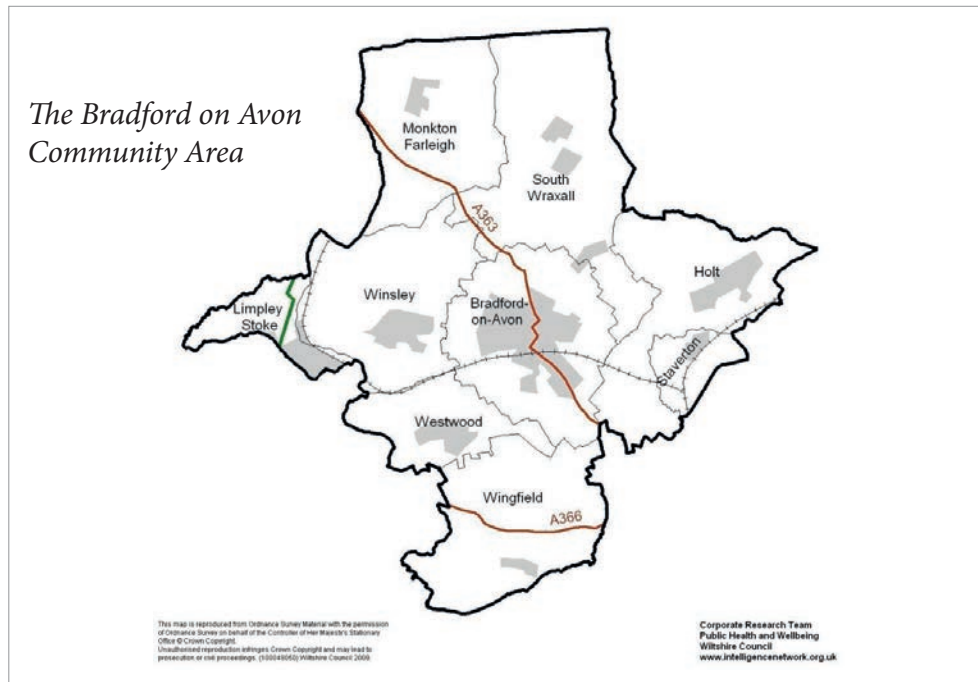 The Bradford on Avon
Community Area
Monkton
Farleigh
South
Wraxall
A363
Holt
Limpley
Stoke
Winsley
Bradford-
on-Avon
Staverton
Westwood
Wingfield
A366
This map is reproduced from Ordnance Survey Material with the permission
of Ordnance Survey on behalf of the Controller of Her Majesty's Stationary
Office © Crown Copyright.
Unauthorised reproduction infringes Crown Copyright and may lead to
prosecution or civil proceedings. (100049050) Wiltshire Council 2009.
Corporate Research Team
Public Health and Wellbeing
Wiltshire Council
www.intelligencenetwork.org.uk